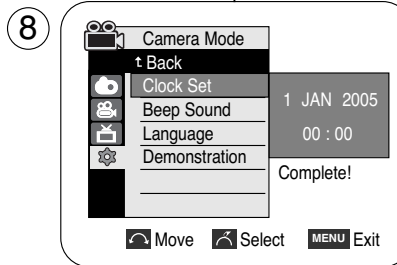 8
Camera Mode
Back
Clock Set
Beep Sound
Language
Demonstration
1 JAN 2005
00 : 00
Complete!
Move Select MENU Exit